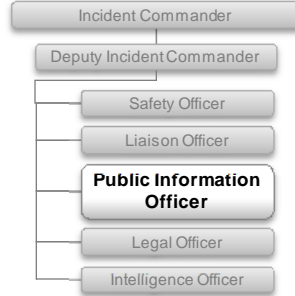 Incident Commander
Deputy Incident Commander
Safety Officer
Liaison Officer
Public Information
Officer
Legal Officer
Intelligence Officer